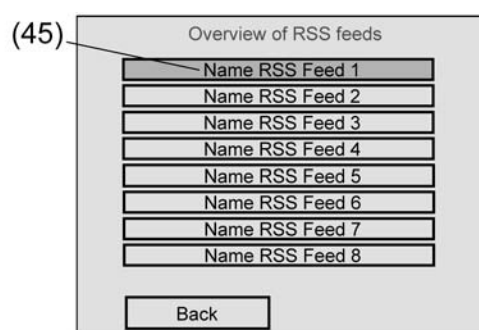 Overview of RSS feeds
(45)
Name RSS Feed 1
Name RSS Feed 2
Name RSS Feed 3
Name RSS Feed 4
Name RSS Feed 5
Name RSS Feed 6
Name RSS Feed 7
Name RSS Feed 8
Back